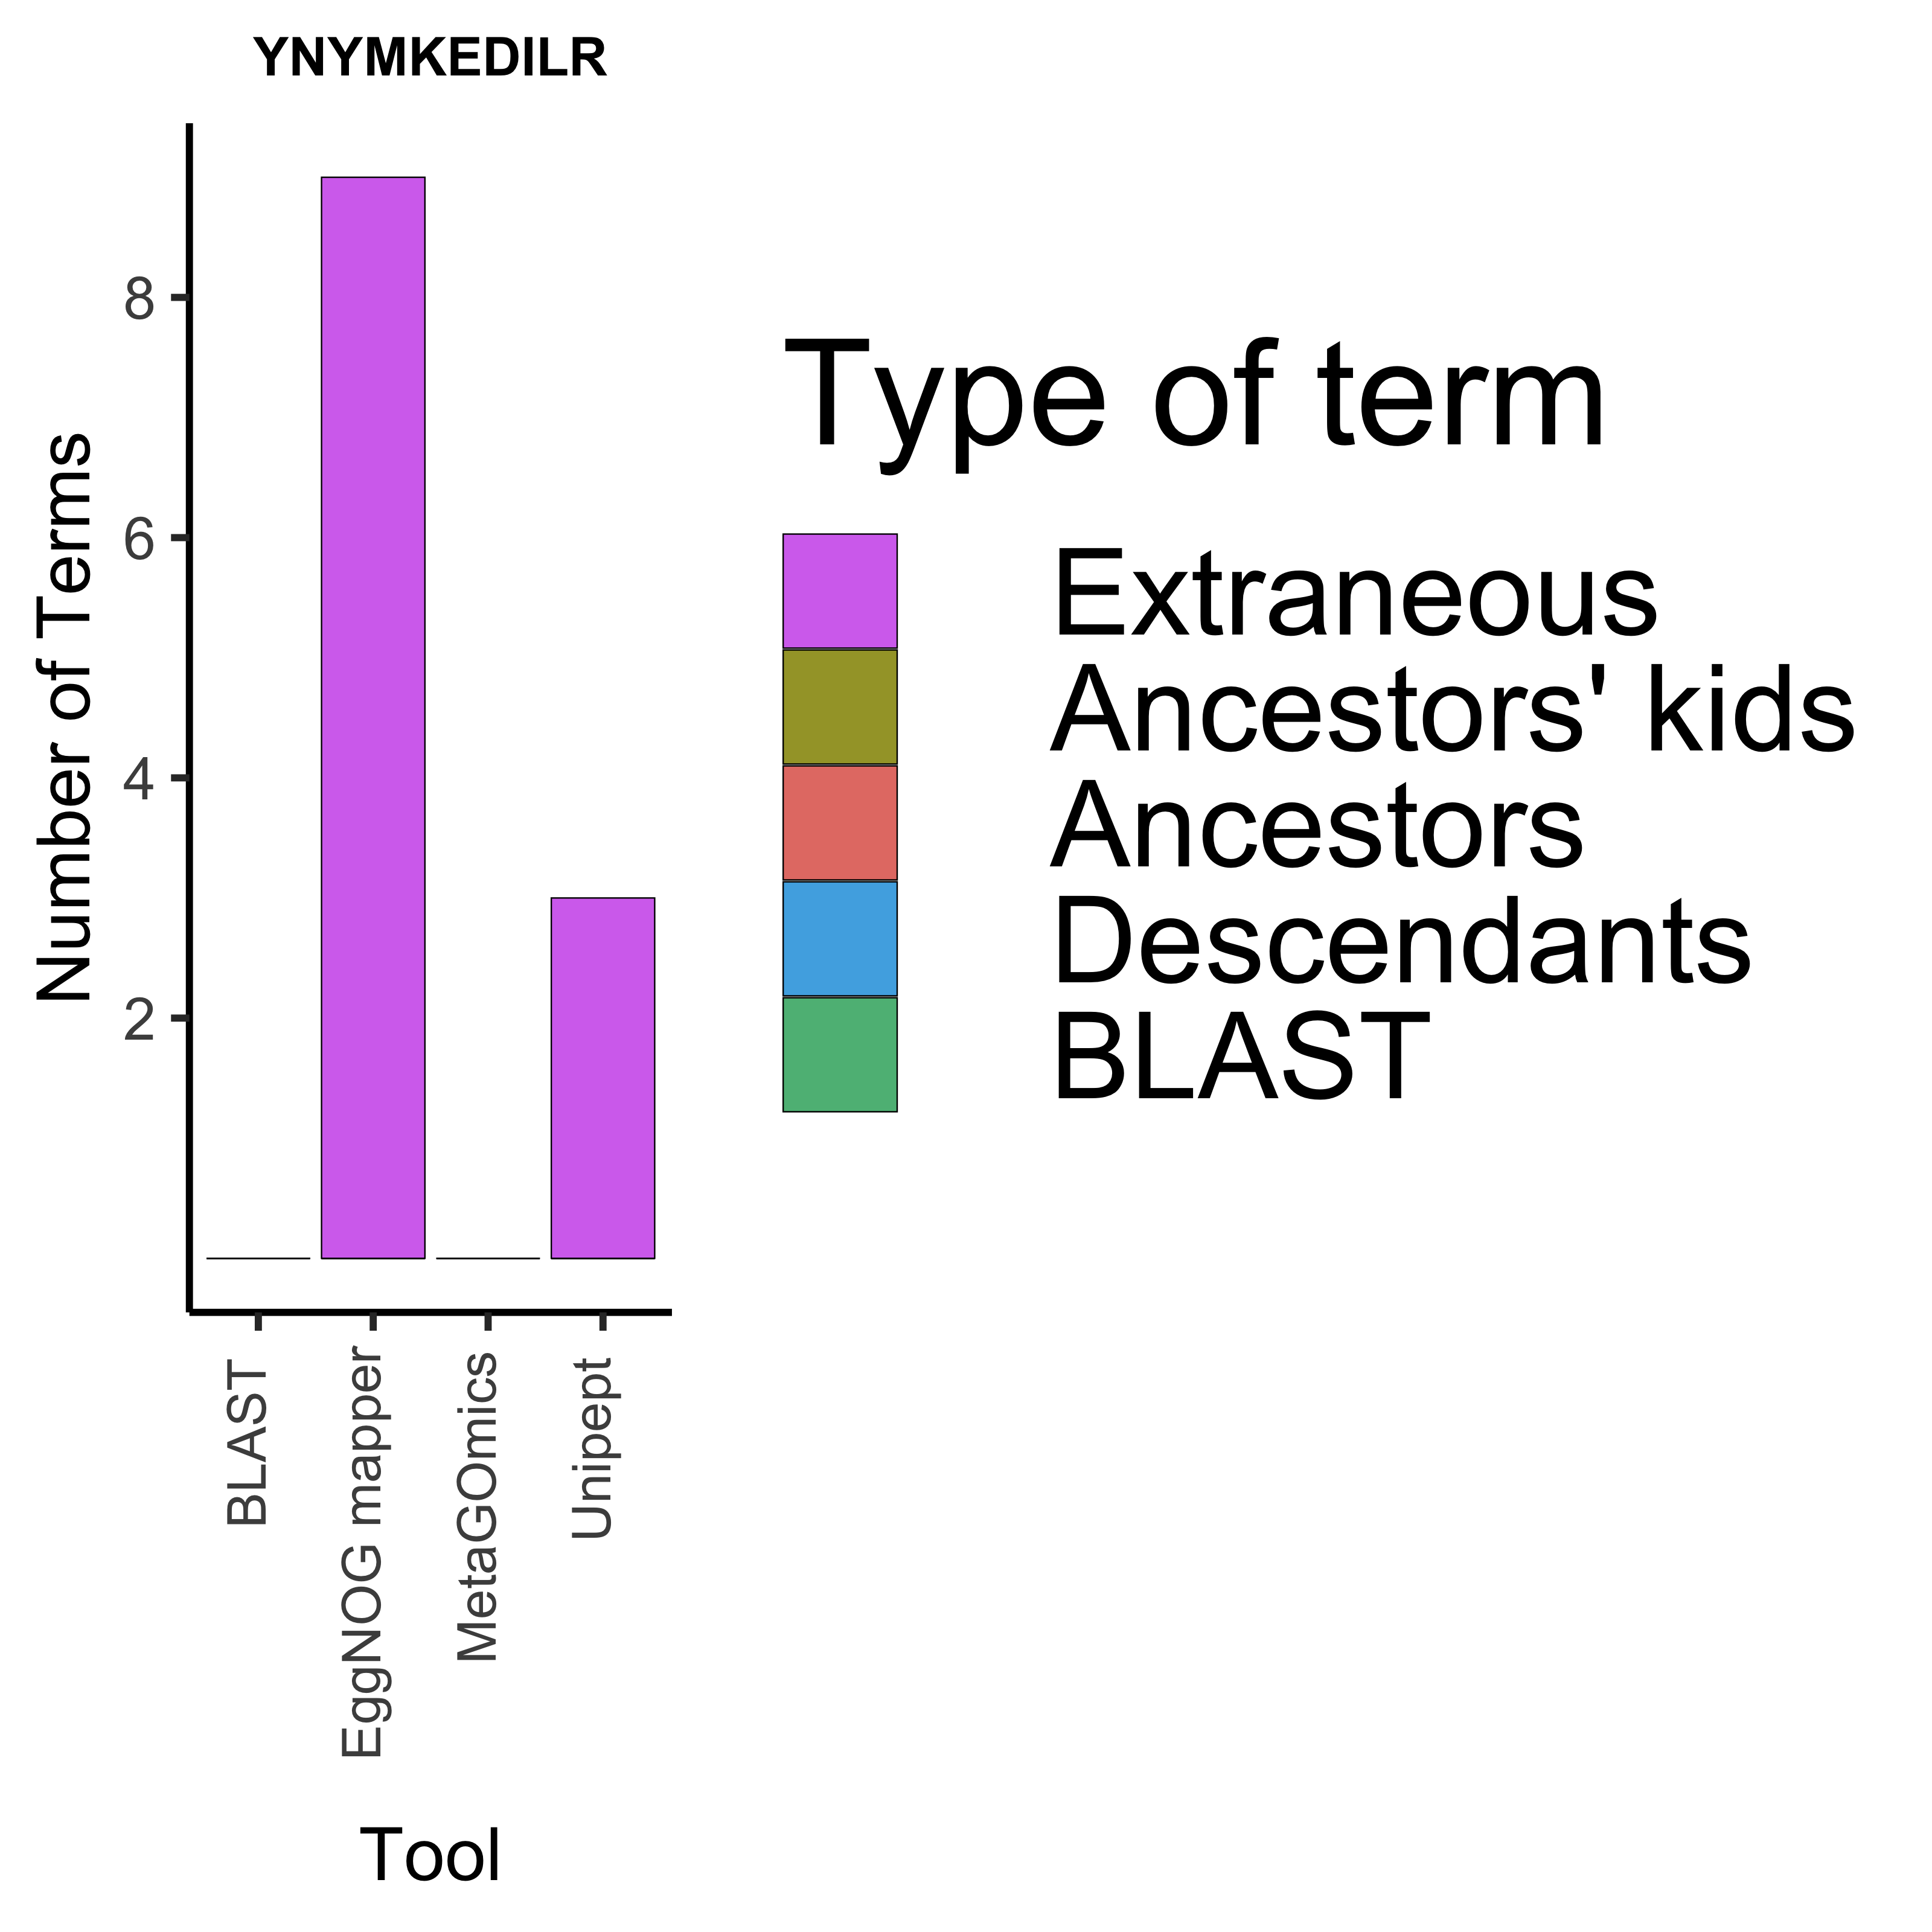 YNYMKEDILR
Number of Terms
8
6
4
2
BLAST
EggNOG mapper
MetaGOmics
Unipept
Tool
Type of term
Extraneous
Ancestors' kids
Ancestors
Descendants
BLAST